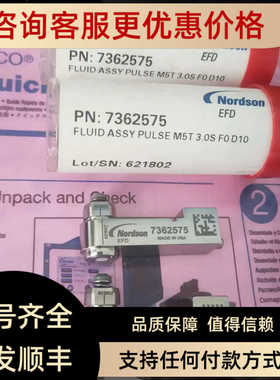 咨询客服更优惠价格
PN: 7362575
Nordson
EFD
FLUID ASSY PULSE M5T 3.0S F0 D10
PN: 7362575
Nordson
EFD
FLUID ASSY PULSE M5T 3.0S F0 D10
Lot/SN: 621802
Unpack and Check
Nordson
EFD
7362575
MADE IN USA
号齐全
发顺丰
品质保障 值得信赖
支持任何付款方式